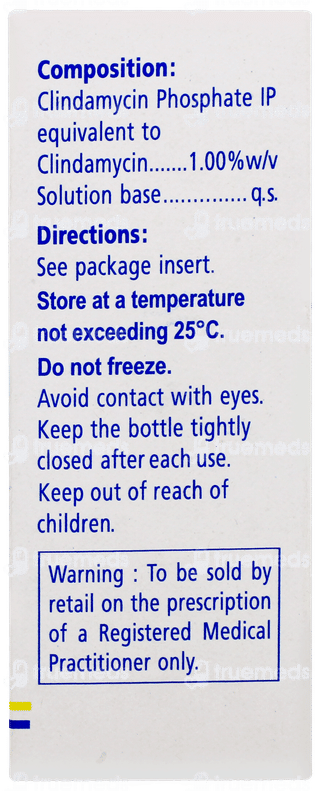 Composition:
Clindamycin Phosphate IP
equivalent to
Clindamycin.......1.00%w/v
Solution base.............. q.s.
Directions:
See package insert.
Store at a temperature
not exceeding 25°C.
Do not freeze.
Avoid contact with eyes.
Keep the bottle tightly
closed after each use.
Keep out of reach of
children.
Warning : To be sold by
retail on the prescription
of a Registered Medical
Practitioner only.
truemeds